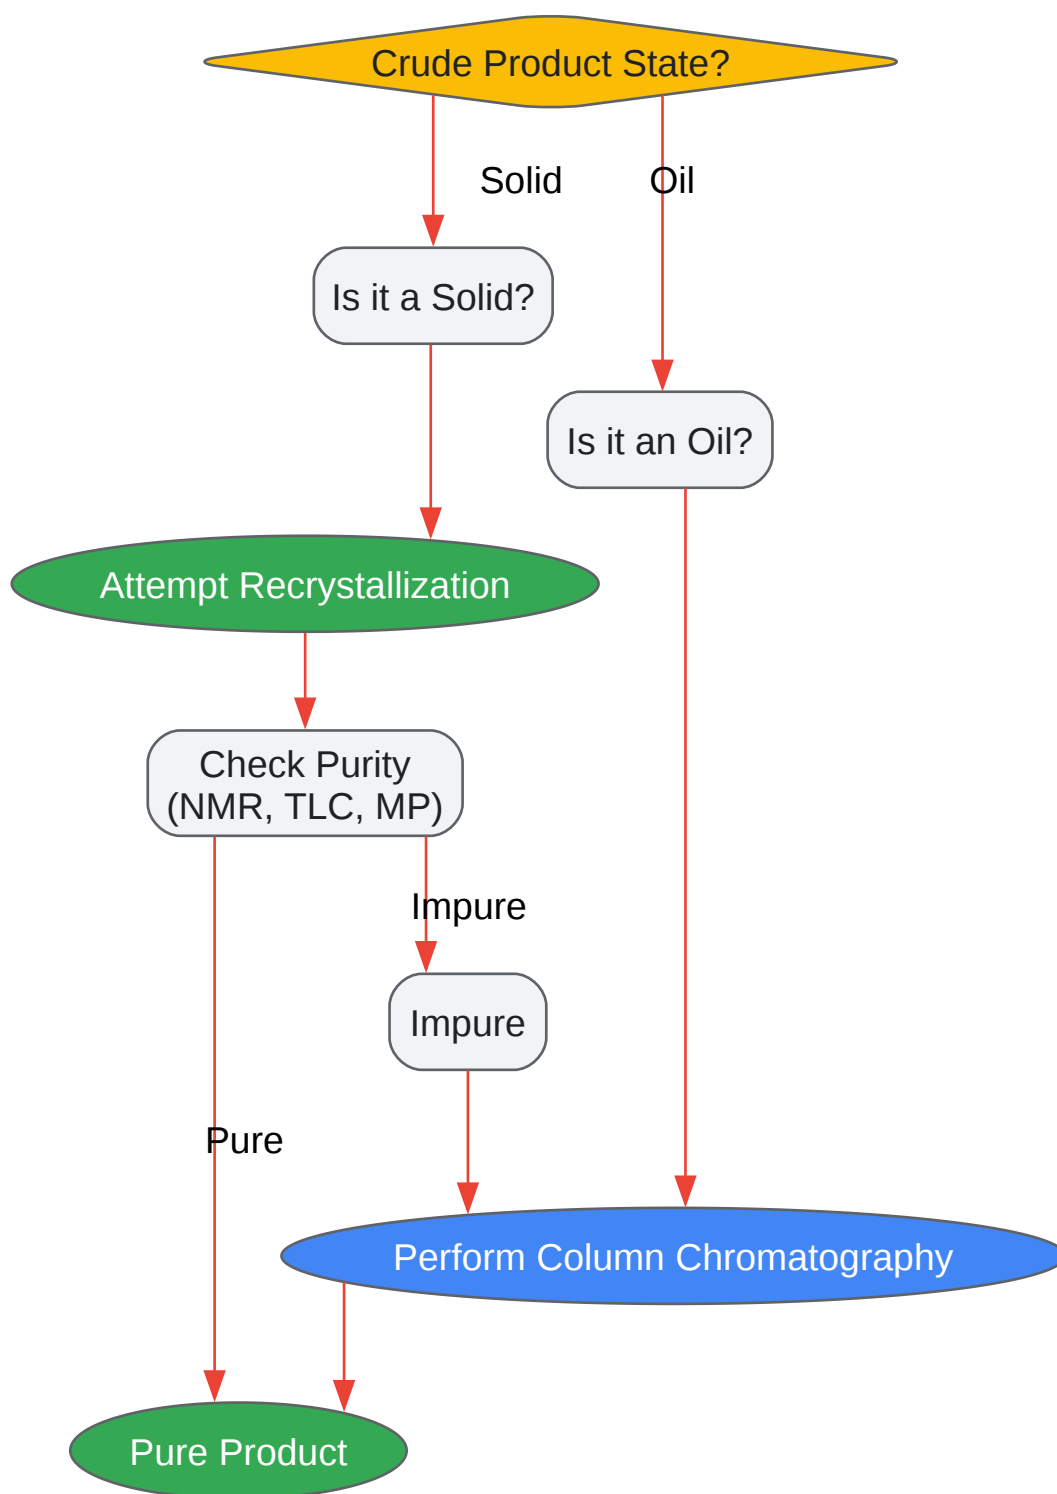 Crude Product State?
Solid
Oil
Is it a Solid?
Is it an Oil?
Attempt Recrystallization
Check Purity
(NMR, TLC, MP)
Impure
Impure
Pure
Perform Column Chromatography
Pure Product